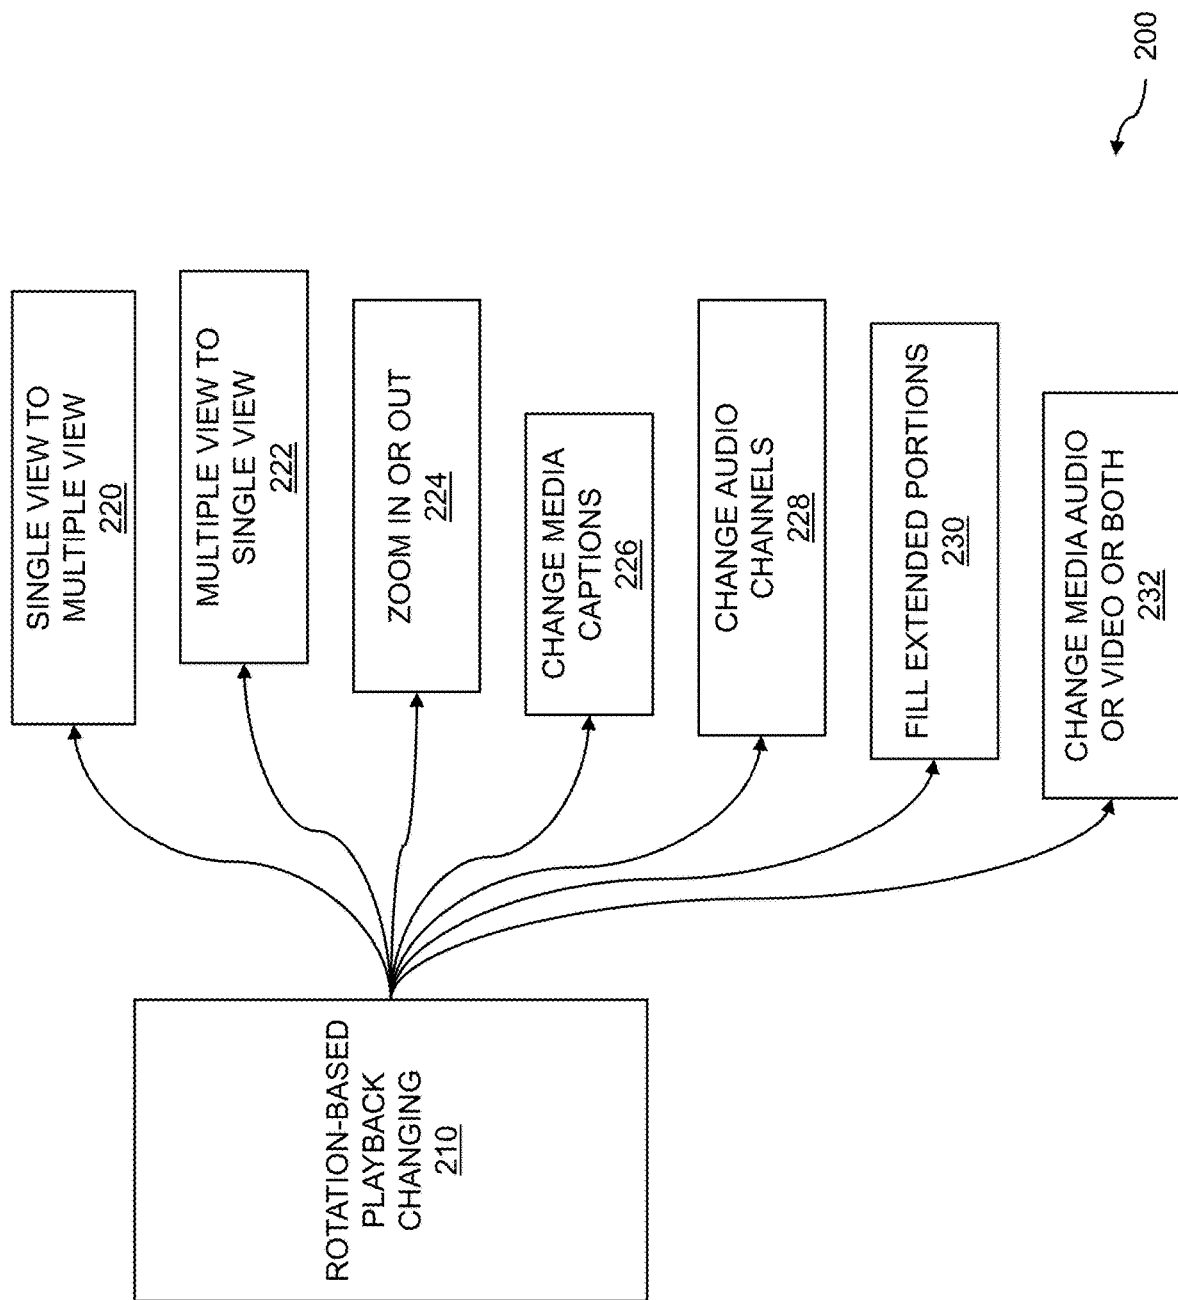 200
ROTATION-BASED
PLAYBACK
CHANGING
210
SINGLE VIEW TO
MULTIPLE VIEW
220
MULTIPLE VIEW TO
SINGLE VIEW
222
ZOOM IN OR OUT
224
CHANGE MEDIA
CAPTIONS
226
CHANGE AUDIO
CHANNELS
228
FILL EXTENDED PORTIONS
230
CHANGE MEDIA AUDIO
OR VIDEO OR BOTH
232